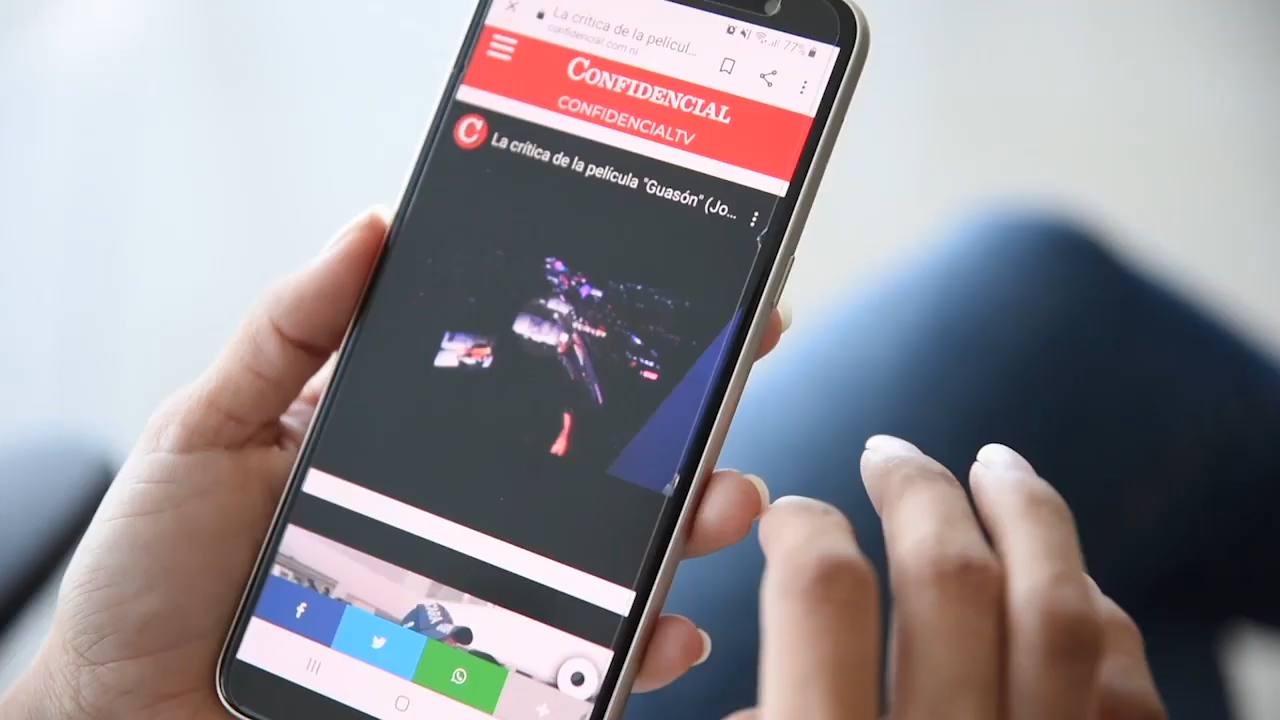 La crítica de la películ...
confidencial.com.ni
77%
CONFIDENCIAL
CONFIDENCIALTV
C
La crítica de la película "Guasón" (Jo...